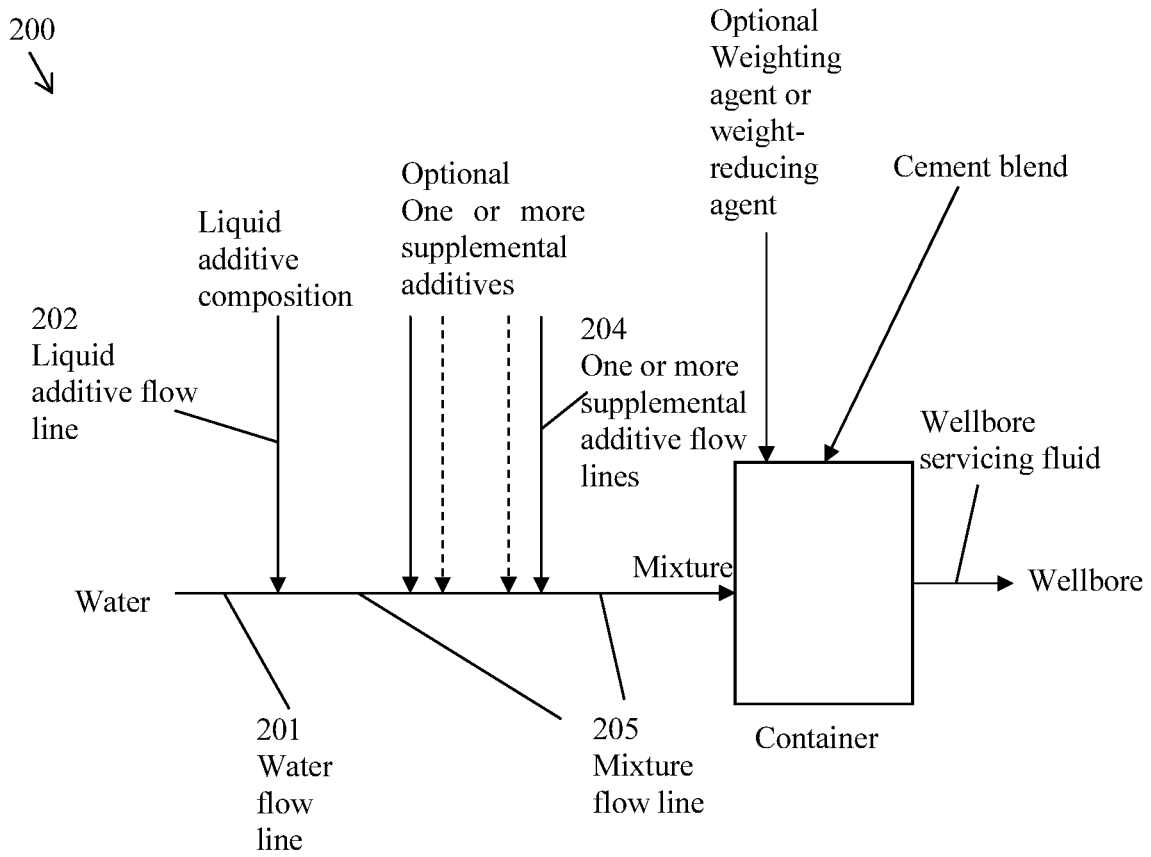 200
Optional
Weighting
agent or
weight-
reducing
agent
Cement blend
Optional
One or more
supplemental
additives
Liquid
additive
composition
202
Liquid
additive flow
line
204
One or more
supplemental
additive flow
lines
Wellbore
servicing fluid
Mixture
Water
Wellbore
201
Water
flow
line
205
Mixture
flow line
Container